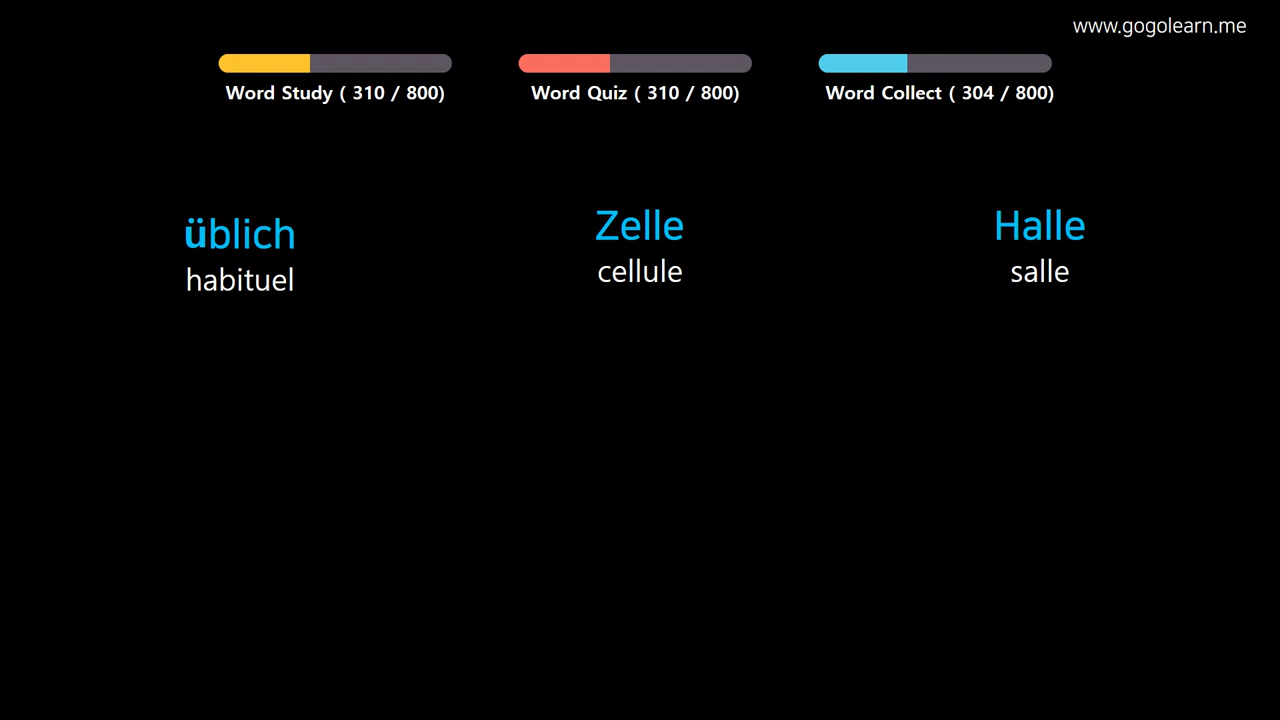 www.gogolearn.me
Word Study ( 310 / 800)
Word Quiz ( 310 / 800)
Word Collect ( 304 / 800)
üblich
habituel
Zelle
cellule
Halle
salle